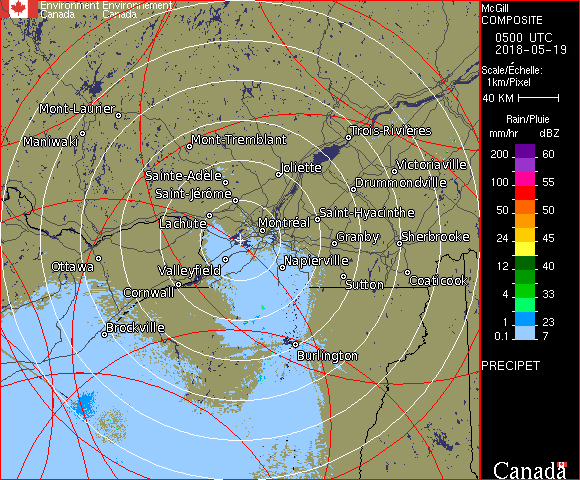 Environment Environnement
Canada Canada
McGill
COMPOSITE
0500 UTC
2018-05-19
Scale/Échelle:
1km/Pixel
40 KM
Rain/Pluie
mm/hr dBZ
200 60
55
100 55
50 50
24 45
12 40
4 33
1 23
0.1 7
PRECIPET
Canada
Mont-Laurier
Maniwaki
Mont-Tremblant
Trois-Rivières
Joliette
Victoriaville
Sainte-Adèle
Drummondville
Saint-Jérôme
Lachute
Saint-Hyacinthe
Montréal
Granby
Sherbrooke
Ottawa
Valleyfield
Napierville
Cornwall
Sutton
Coaticook
Brockville
Burlington